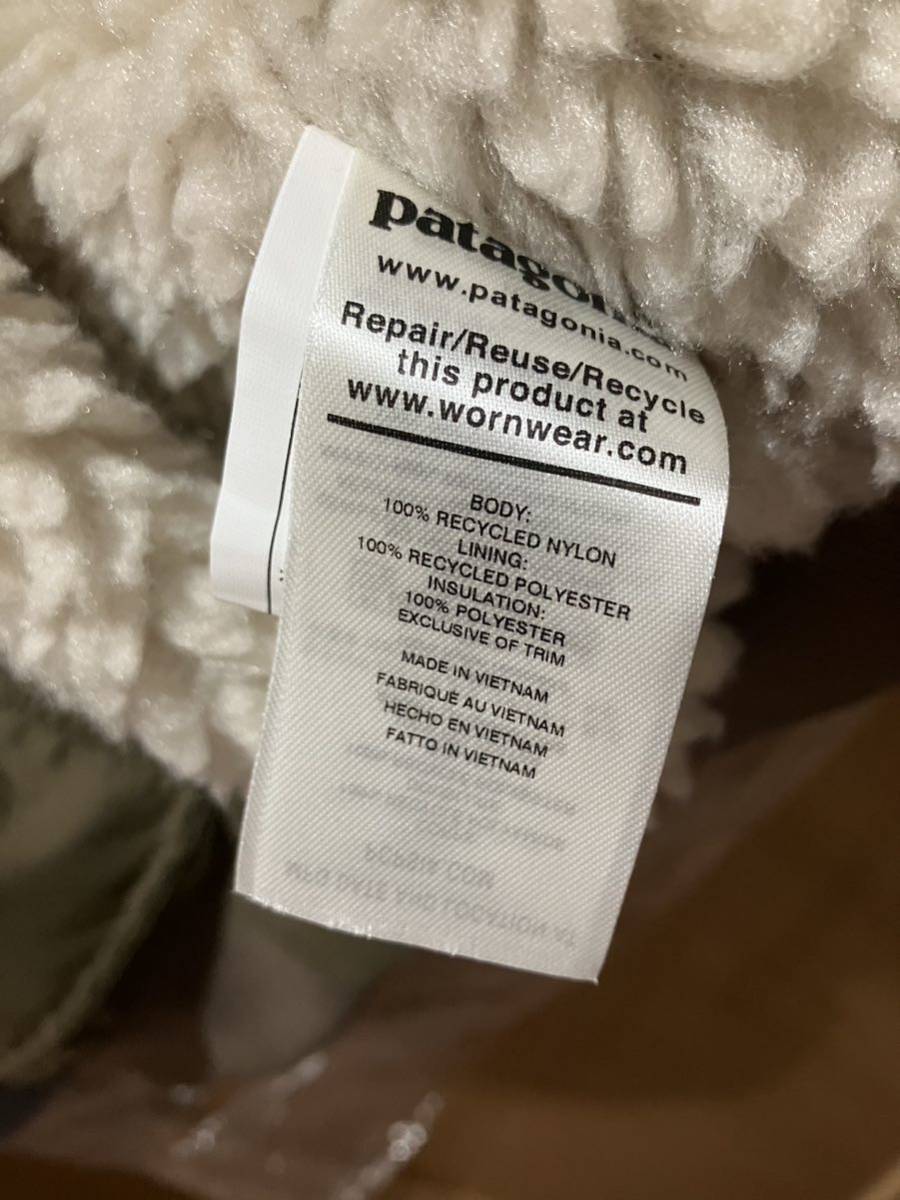 patagonia
www.patagonia.com
Repair/Reuse/Recycle
this product at
www.wornwear.com
BODY:
100% RECYCLED NYLON
LINING:
100% RECYCLED POLYESTER
INSULATION:
100% POLYESTER
EXCLUSIVE OF TRIM
MADE IN VIETNAM
FABRIQUÉ AU VIETNAM
HECHO EN VIETNAM
FATTO IN VIETNAM